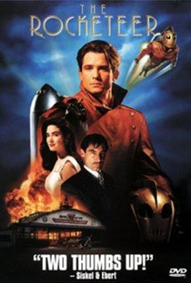 THE
ROCKETEER
"TWO THUMBS UP!"
– Siskel & Ebert
DVD